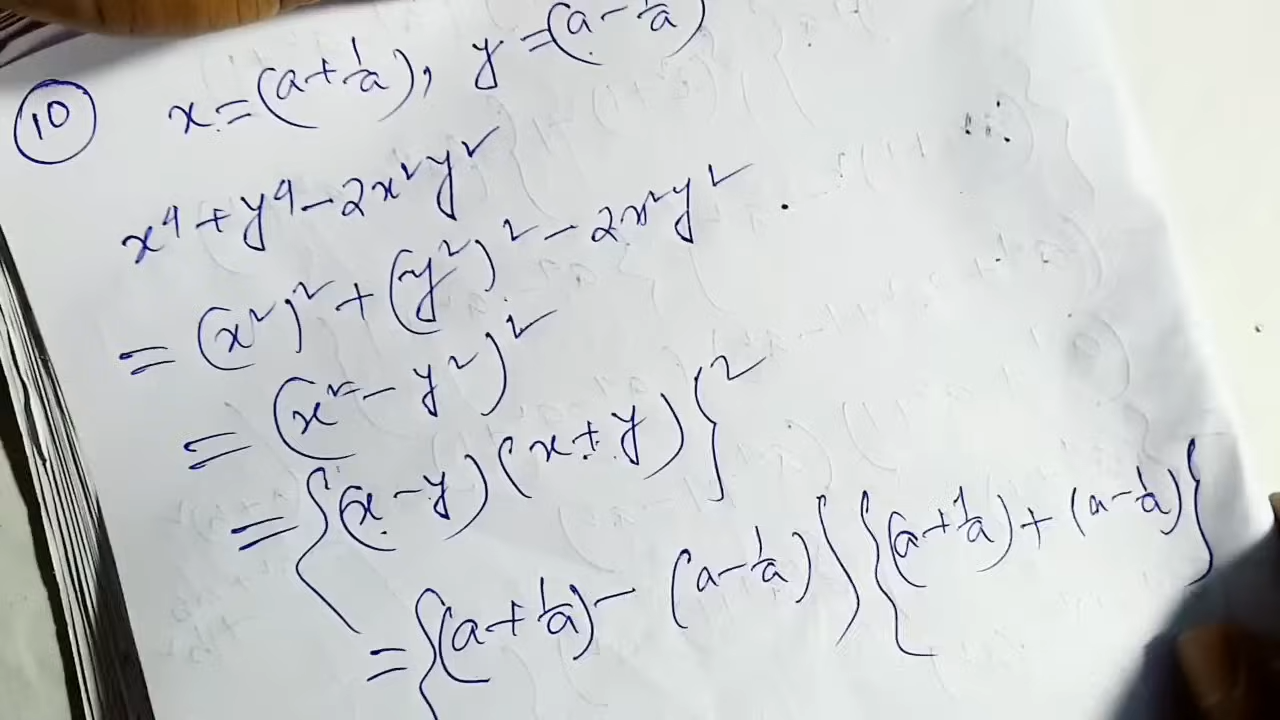 (10) x = (a + 1/a), y = (a - 1/a)
x⁴ + y⁴ - 2x²y²
= (x²)² + (y²)² - 2x²y²
= (x² - y²)²
= {(x - y)(x + y)}²
= {(a + 1/a) - (a - 1/a)} {(a + 1/a) + (a - 1/a)}